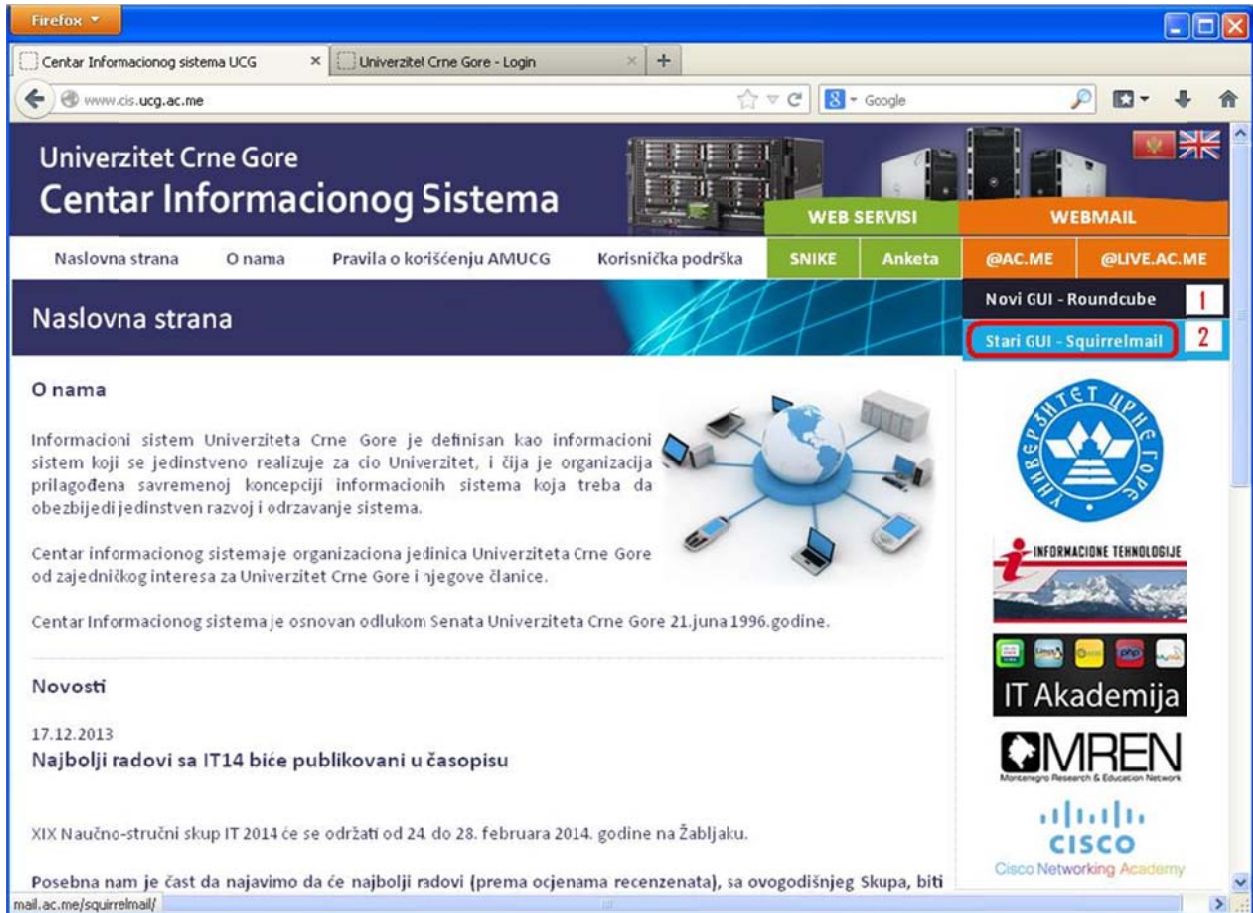 Firefox
Centar Informacionog sistema UCG
Univerzitet Crne Gore - Login
www.cis.ucg.ac.me
Google
Univerzitet Crne Gore
Centar Informacionog Sistema
WEB SERVISI
WEBMAIL
Naslovna strana
O nama
Pravila o korišćenju AMUCG
Korisnička podrška
SNIKE
Anketa
@AC.ME
@LIVE.AC.ME
Naslovna strana
Novi GUI - Roundcube
1
Stari GUI - Squirrelmail
2
O nama
Informacioni sistem Univerziteta Crne Gore je definisan kao informacioni
sistem koji se jedinstveno realizuje za cio Univerzitet, i čija je organizacija
prilagođena savremenoj koncepciji informacionih sistema koja treba da
obezbijedi jedinstven razvoj i odrzavanje sistema.
Centar informacionog sistema je organizaciona jedinica Univerziteta Crne Gore
od zajedničkog interesa za Univerzitet Crne Gore i njegove članice.
Centar Informacionog sistema je osnovan odlukom Senata Univerziteta Crne Gore 21.juna 1996.godine.
Novosti
17.12.2013
Najbolji radovi sa IT14 biće publikovani u časopisu
XIX Naučno-stručni skup IT 2014 će se održati od 24. do 28. februara 2014. godine na Žabljaku.
Posebna nam je čast da najavimo da će najbolji radovi (prema ocjenama recenzenata), sa ovogodišnjeg Skupa, biti
УНИВЕРЗИТЕТ ЦРНЕ ГОРЕ
INFORMACIONE TEHNOLOGIJE
php
IT Akademija
MREN
Montenegro Research & Education Network
CISCO
Cisco Networking Academy
mail.ac.me/squirrelmail/